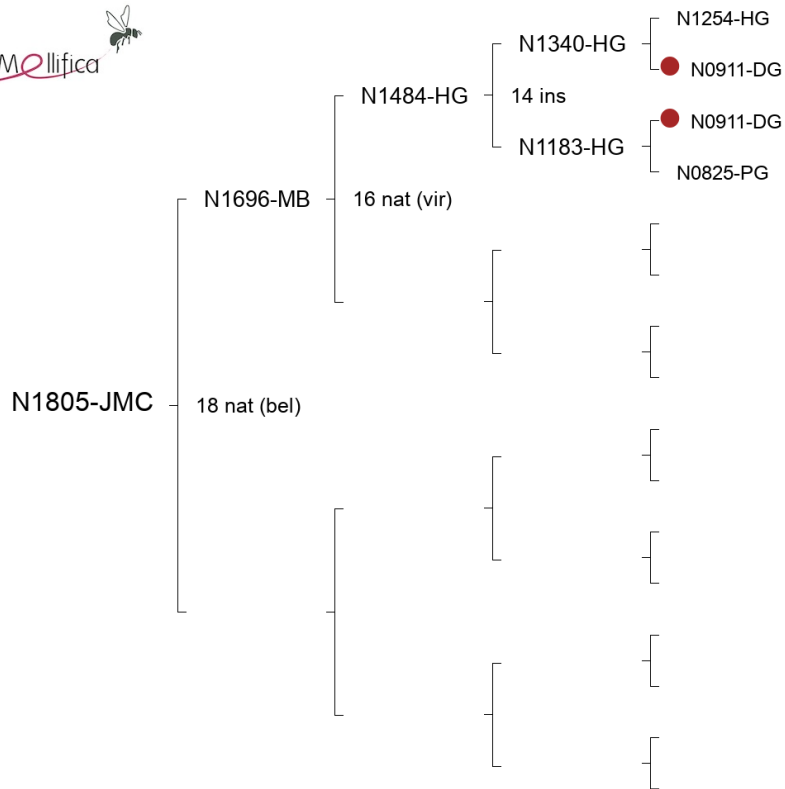 Mellifica
N1254-HG
N1340-HG
N0911-DG
N1484-HG
14 ins
N0911-DG
N1183-HG
N0825-PG
N1696-MB
16 nat (vir)
N1805-JMC
18 nat (bel)